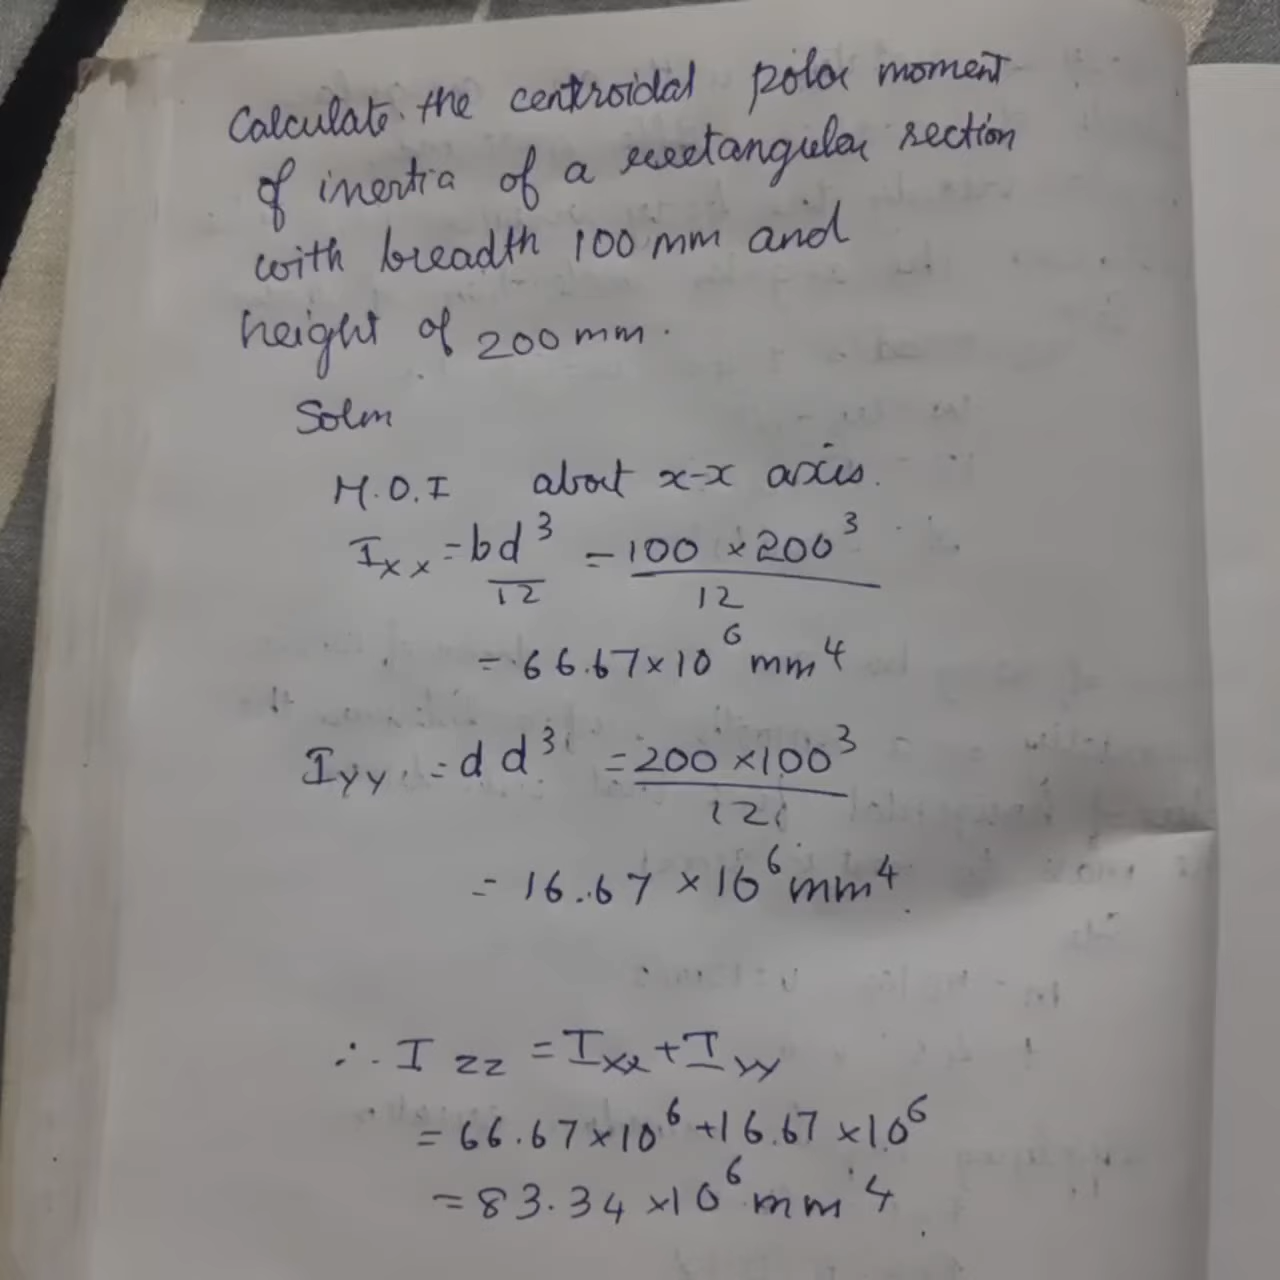 Calculate the centroidal polar moment
of inertia of a rectangular section
with breadth 100 mm and
height of 200 mm.
Soln
M.O.I about x-x axis.
Ixx = bd³/12 = 100 × 200³/12
= 66.67 × 10⁶ mm⁴
Iyy = d d³ = 200 × 100³/12
= 16.67 × 10⁶ mm⁴
∴ I zz = Ixx + Iyy
= 66.67 × 10⁶ + 16.67 × 10⁶
= 83.34 × 10⁶ mm⁴